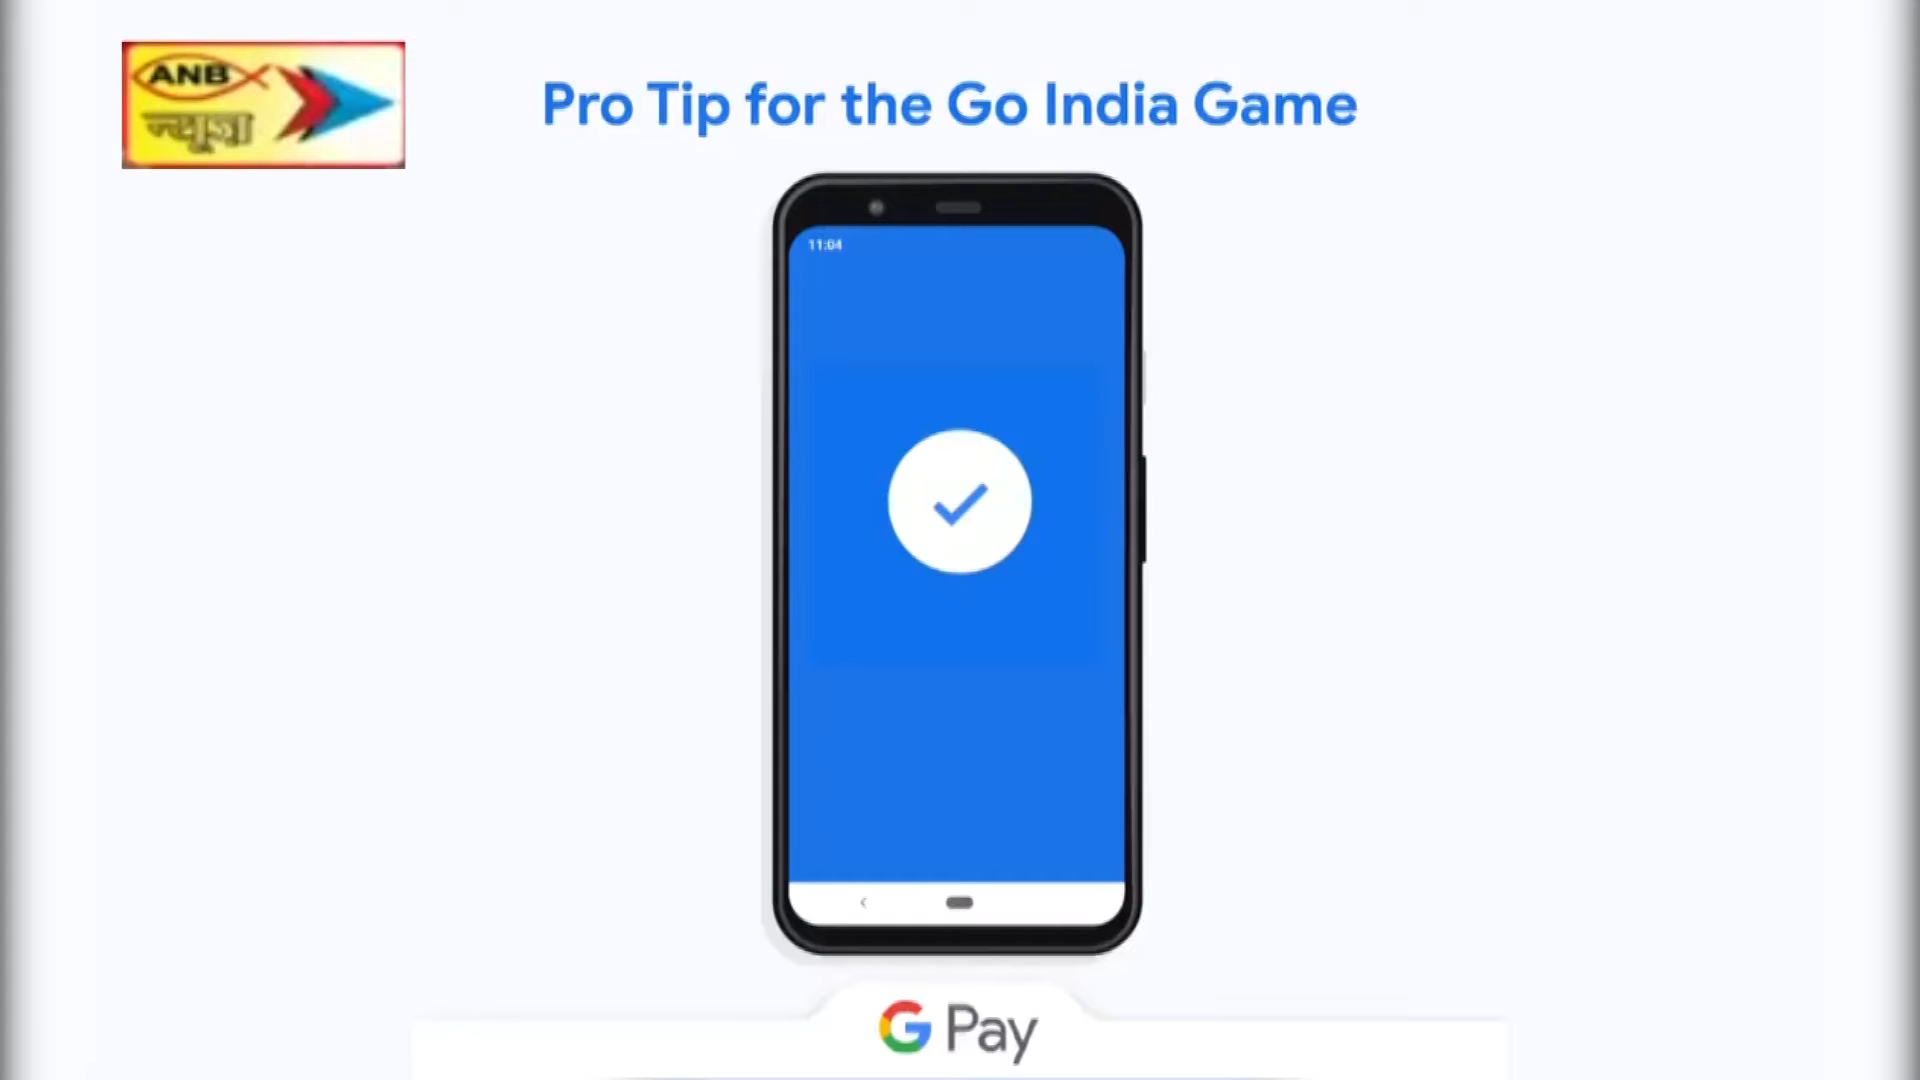 ANB
न्यूज़
Pro Tip for the Go India Game
11:04
G Pay